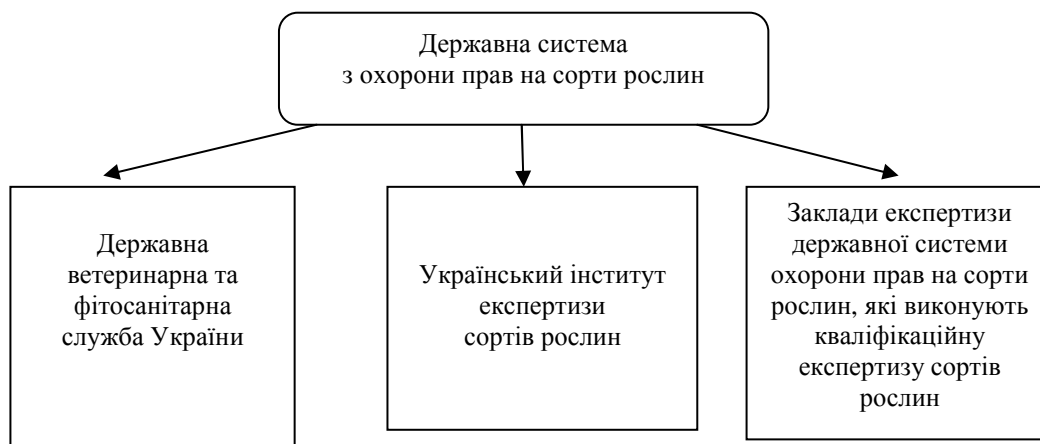 Державна система
з охорони прав на сорти рослин
Державна
ветеринарна та
фітосанітарна
служба України
Український інститут
експертизи
сортів рослин
Заклади експертизи
державної системи
охорони прав на сорти
рослин, які виконують
кваліфікаційну
експертизу сортів
рослин